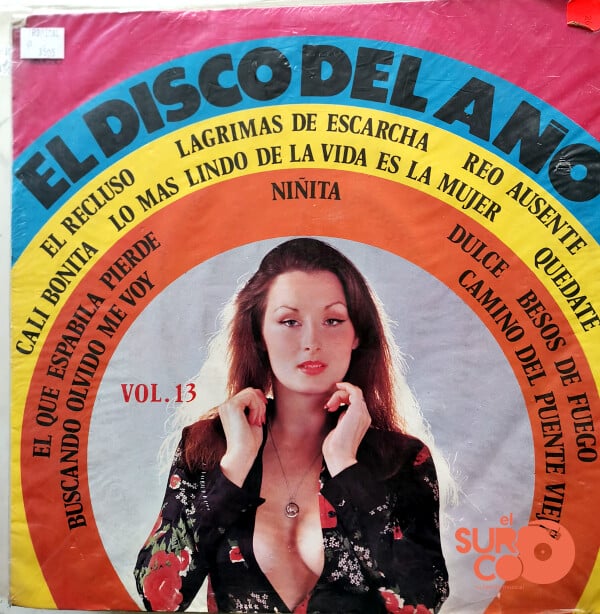 EL DISCO DEL AÑO
LAGRIMAS DE ESCARCHA
EL RECLUSO
REO AUSENTE
LO MAS LINDO DE LA VIDA ES LA MUJER
CALI BONITA
QUEDATE
NIÑITA
EL QUE ESPABILA PIERDE
DULCE BESOS DE FUEGO
BUSCANDO OLVIDO ME VOY
CAMINO DEL PUENTE VIEJO
VOL. 13
el
SUR
CO